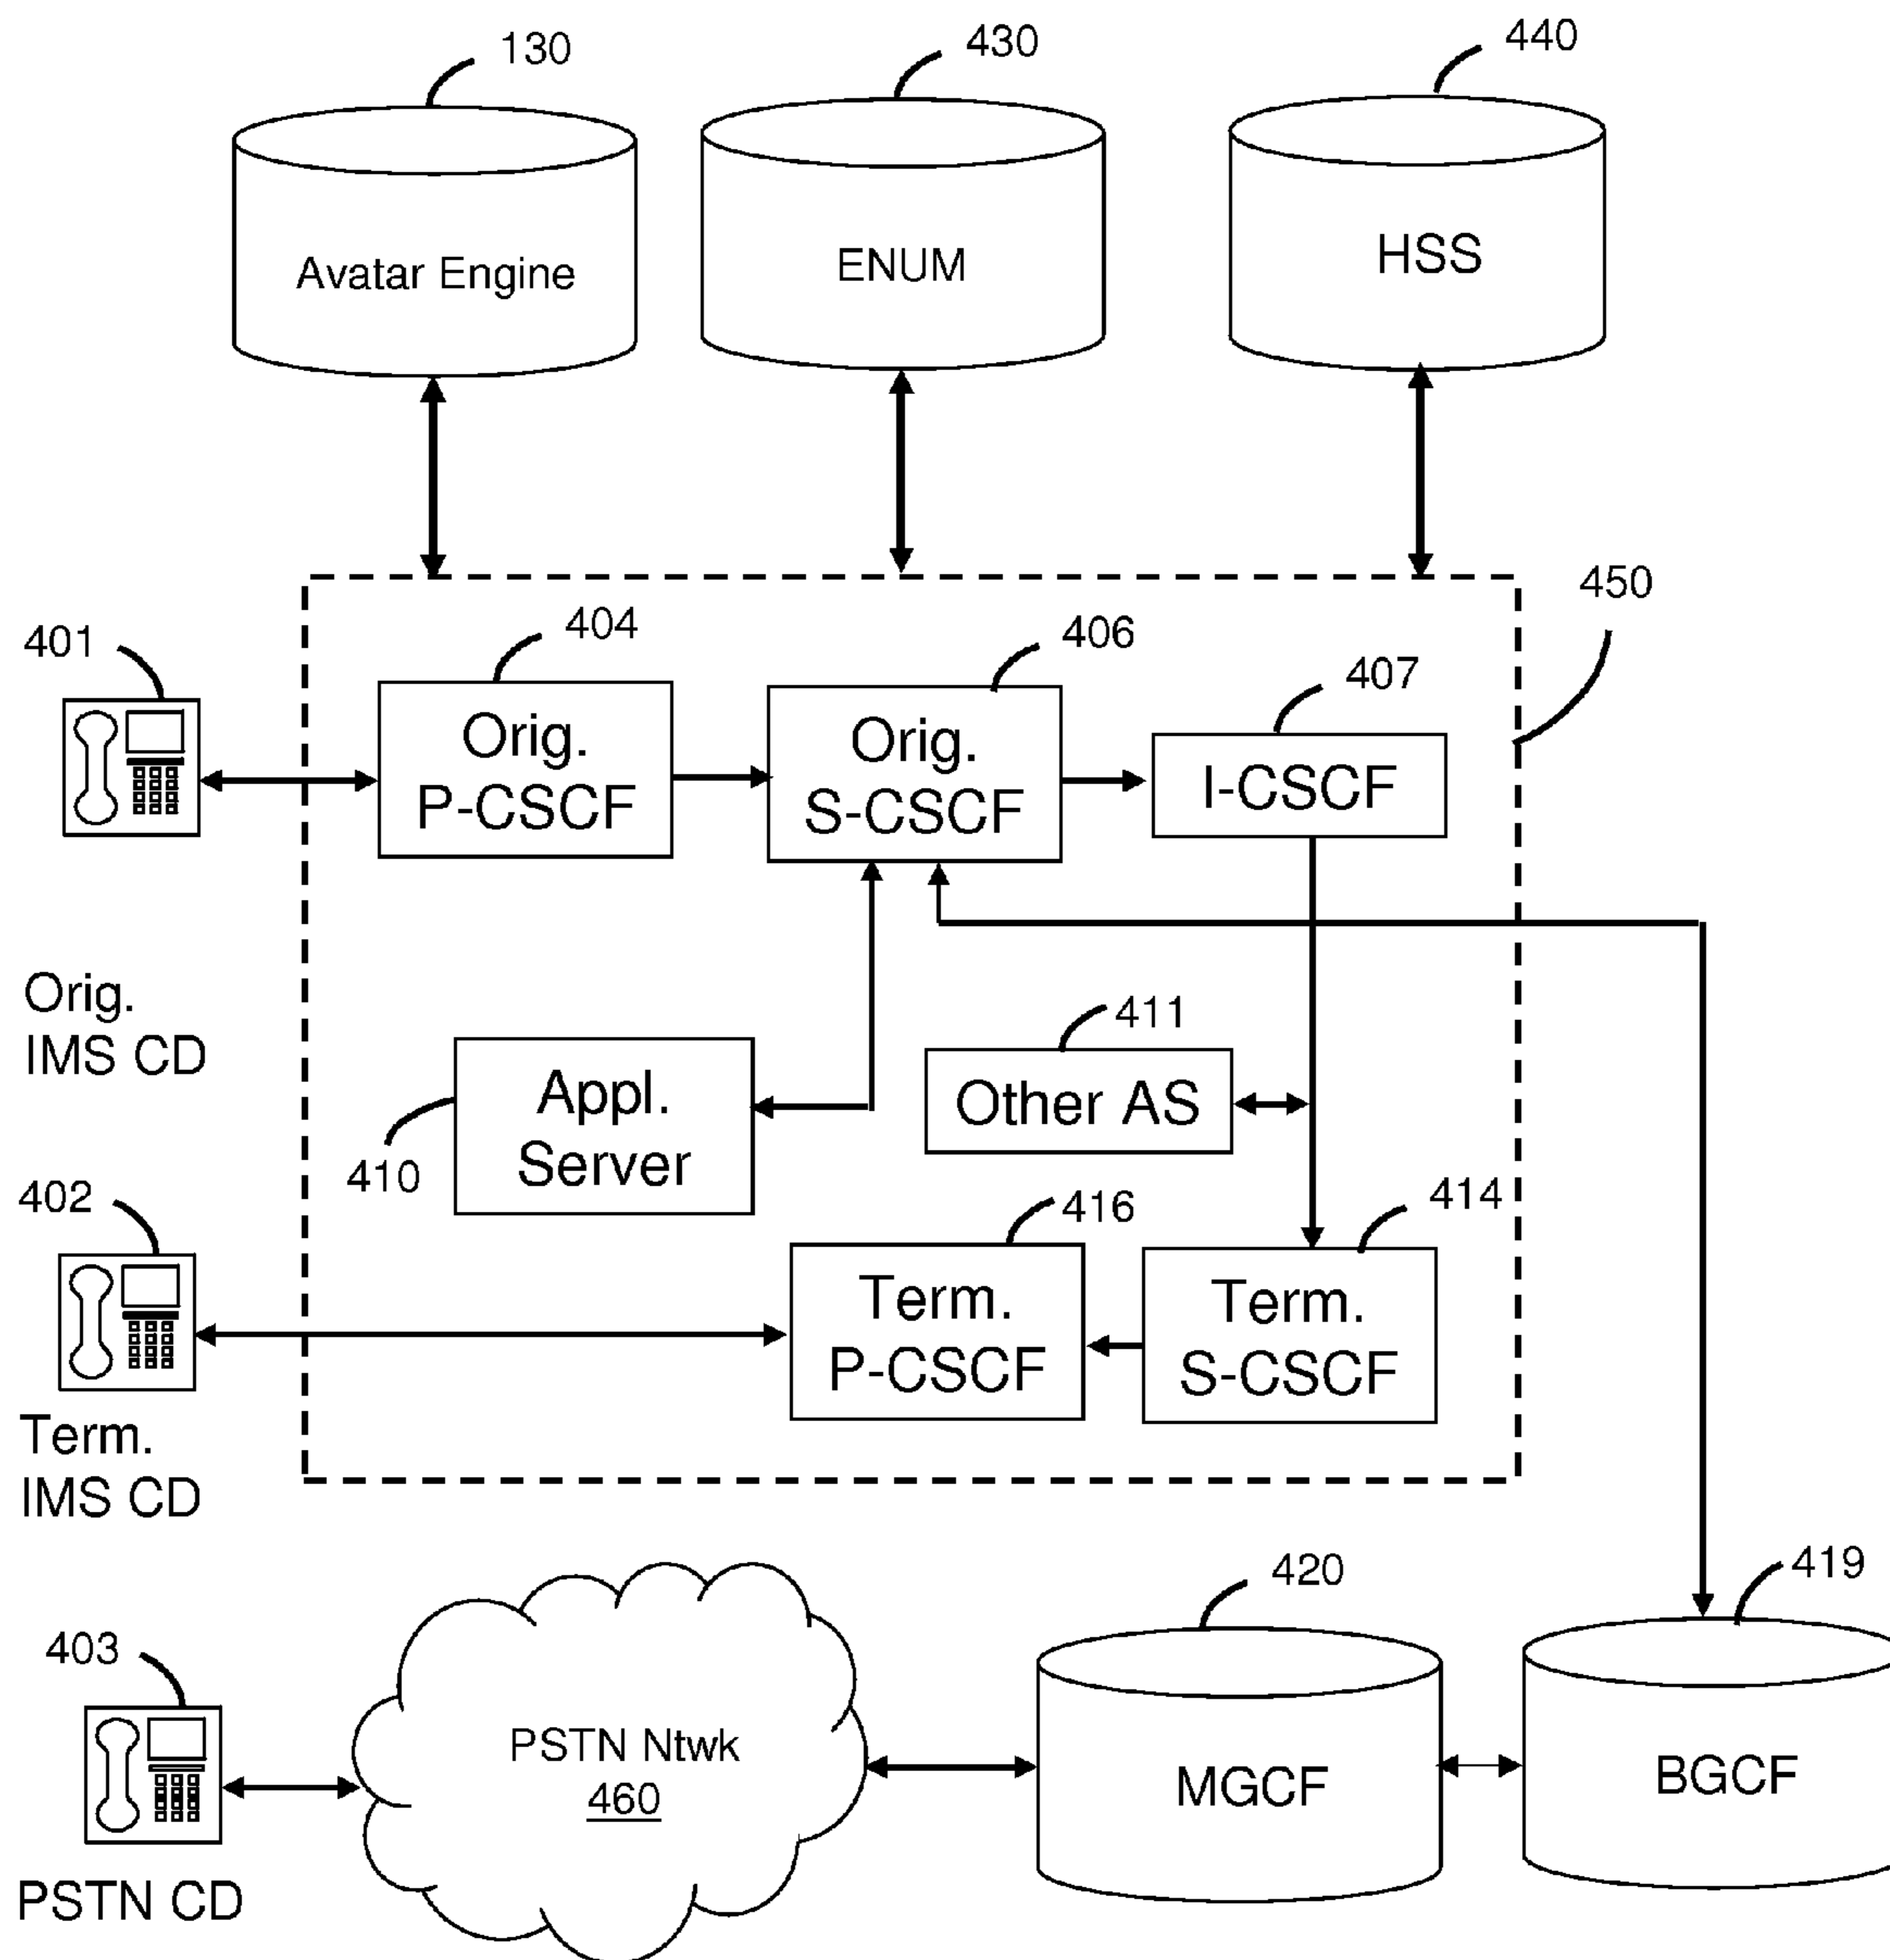 130
430
440
Avatar Engine
ENUM
HSS
450
401
404
406
407
Orig.
P-CSCF
Orig.
S-CSCF
I-CSCF
Orig.
IMS CD
411
Appl.
Server
Other AS
410
402
416
414
Term.
P-CSCF
Term.
S-CSCF
Term.
IMS CD
420
419
403
PSTN Ntwk
460
MGCF
BGCF
PSTN CD